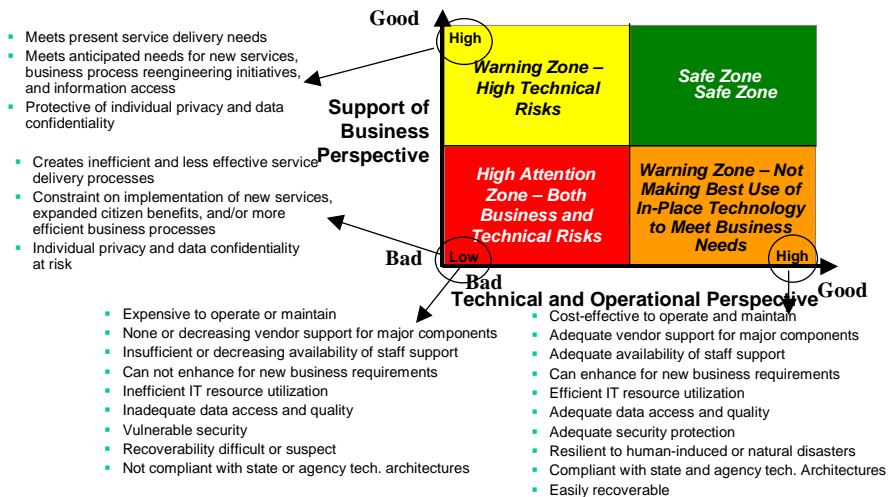 Good
▪ Meets present service delivery needs
▪ Meets anticipated needs for new services,
business process reengineering initiatives,
and information access
▪ Protective of individual privacy and data
confidentiality
▪ Creates inefficient and less effective service
delivery processes
▪ Constraint on implementation of new services,
expanded citizen benefits, and/or more
efficient business processes
▪ Individual privacy and data confidentiality
at risk
Support of
Business
Perspective
High
Warning Zone –
High Technical
Risks
Safe Zone
Safe Zone
High Attention
Zone – Both
Business and
Technical Risks
Warning Zone – Not
Making Best Use of
In-Place Technology
to Meet Business
Needs
Bad
Low
High
Bad
Good
Technical and Operational Perspective
▪ Expensive to operate or maintain
▪ None or decreasing vendor support for major components
▪ Insufficient or decreasing availability of staff support
▪ Can not enhance for new business requirements
▪ Inefficient IT resource utilization
▪ Inadequate data access and quality
▪ Vulnerable security
▪ Recoverability difficult or suspect
▪ Not compliant with state or agency tech. architectures
▪ Cost-effective to operate and maintain
▪ Adequate vendor support for major components
▪ Adequate availability of staff support
▪ Can enhance for new business requirements
▪ Efficient IT resource utilization
▪ Adequate data access and quality
▪ Adequate security protection
▪ Resilient to human-induced or natural disasters
▪ Compliant with state and agency tech. Architectures
▪ Easily recoverable